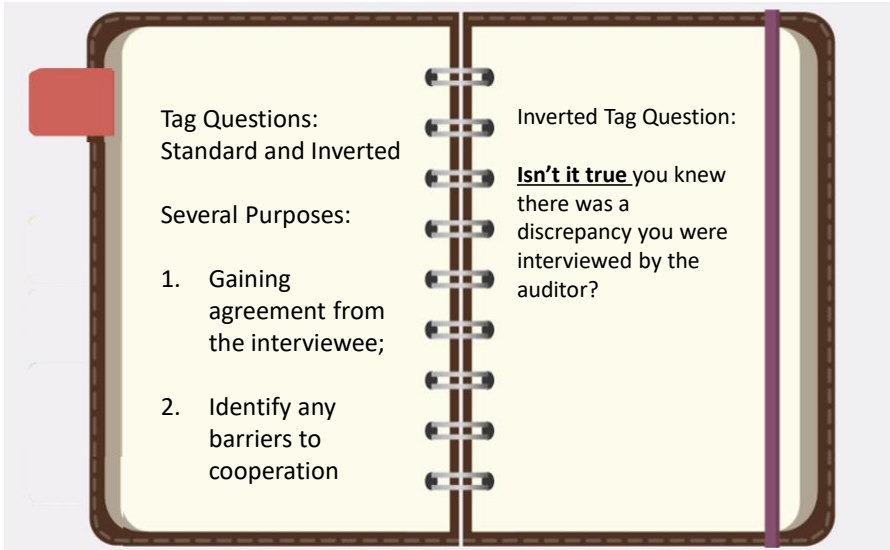 Tag Questions:
Standard and Inverted
Several Purposes:
1. Gaining
agreement from
the interviewee;
2. Identify any
barriers to
cooperation
Inverted Tag Question:
Isn’t it true you knew
there was a
discrepancy you were
interviewed by the
auditor?